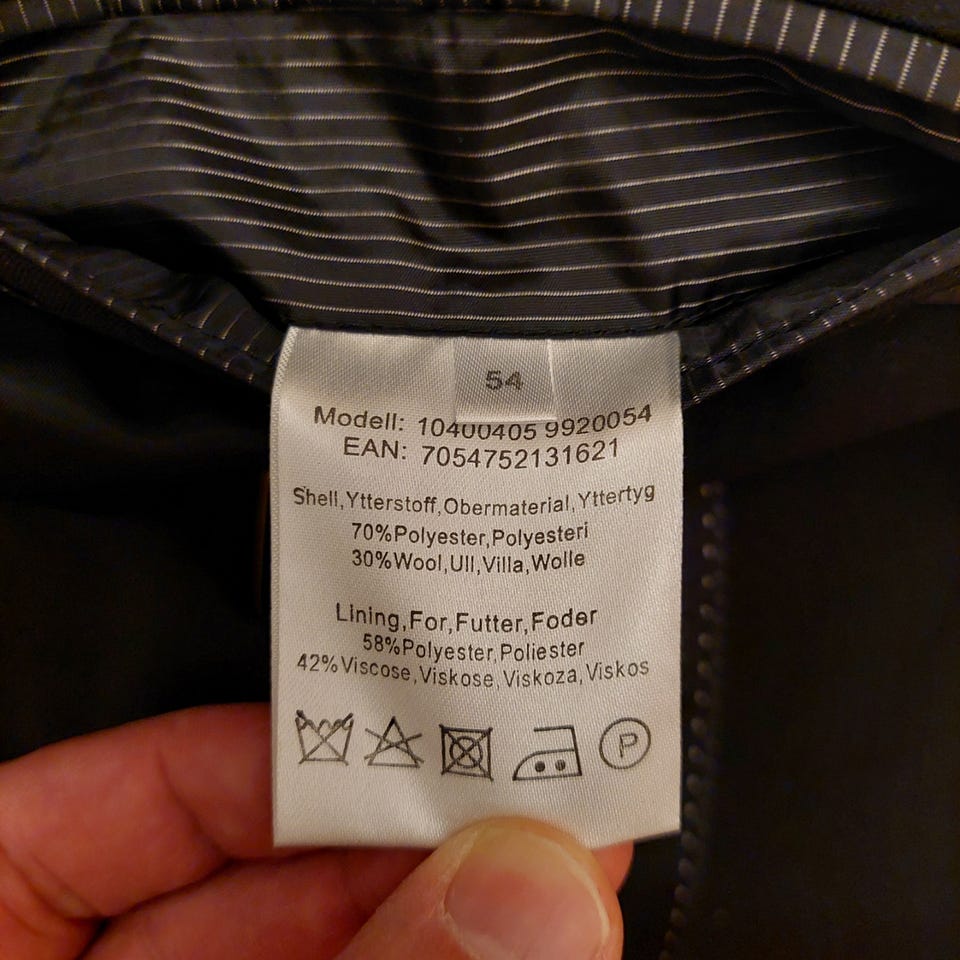 54
Modell: 10400405 9920054
EAN: 7054752131621
Shell,Ytterstoff,Obermaterial,Yttertyg
70%Polyester,Polyesteri
30%Wool,Ull,Villa,Wolle
Lining,For,Futter,Foder
58%Polyester,Poliester
42%Viscose,Viskose,Viskoza,Viskos
P